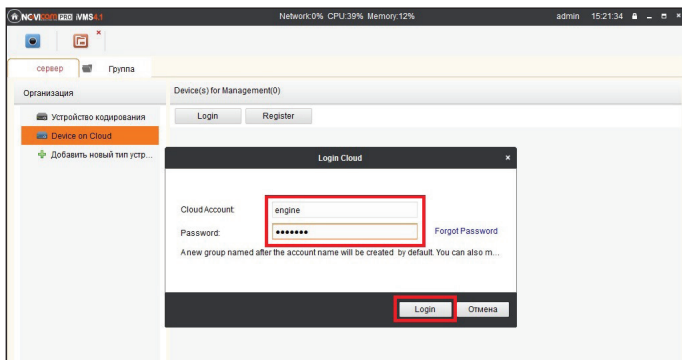 NOVIcam PRO iVMS4.1 Network:0% CPU:39% Memory:12% admin 15:21:34
сервер Группа
Организация Device(s) for Management(0)
Устройство кодирования Login Register
Device on Cloud
Добавить новый тип устр...
Login Cloud
Cloud Account: engine
Password: ••••••• Forgot Password
A new group named after the account name will be created by default. You can also m...
Login Отмена